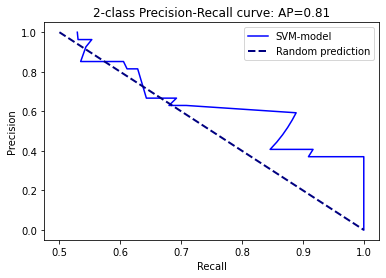 2-class Precision-Recall curve: AP=0.81
SVM-model
Random prediction
Precision
1.0
0.8
0.6
0.4
0.2
0.0
0.5 0.6 0.7 0.8 0.9 1.0
Recall